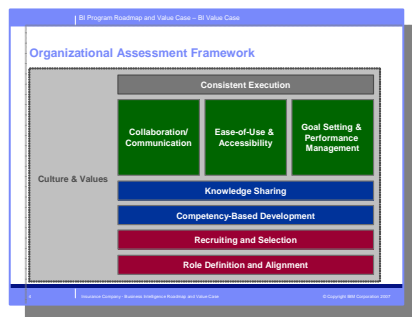 BI Program Roadmap and Value Case – BI Value Case
Organizational Assessment Framework
Consistent Execution
Collaboration/
Communication
Ease-of-Use &
Accessibility
Goal Setting &
Performance
Management
Culture & Values
Knowledge Sharing
Competency-Based Development
Recruiting and Selection
Role Definition and Alignment
Insurance Company - Business Intelligence Roadmap and Value Case
© Copyright IBM Corporation 2007